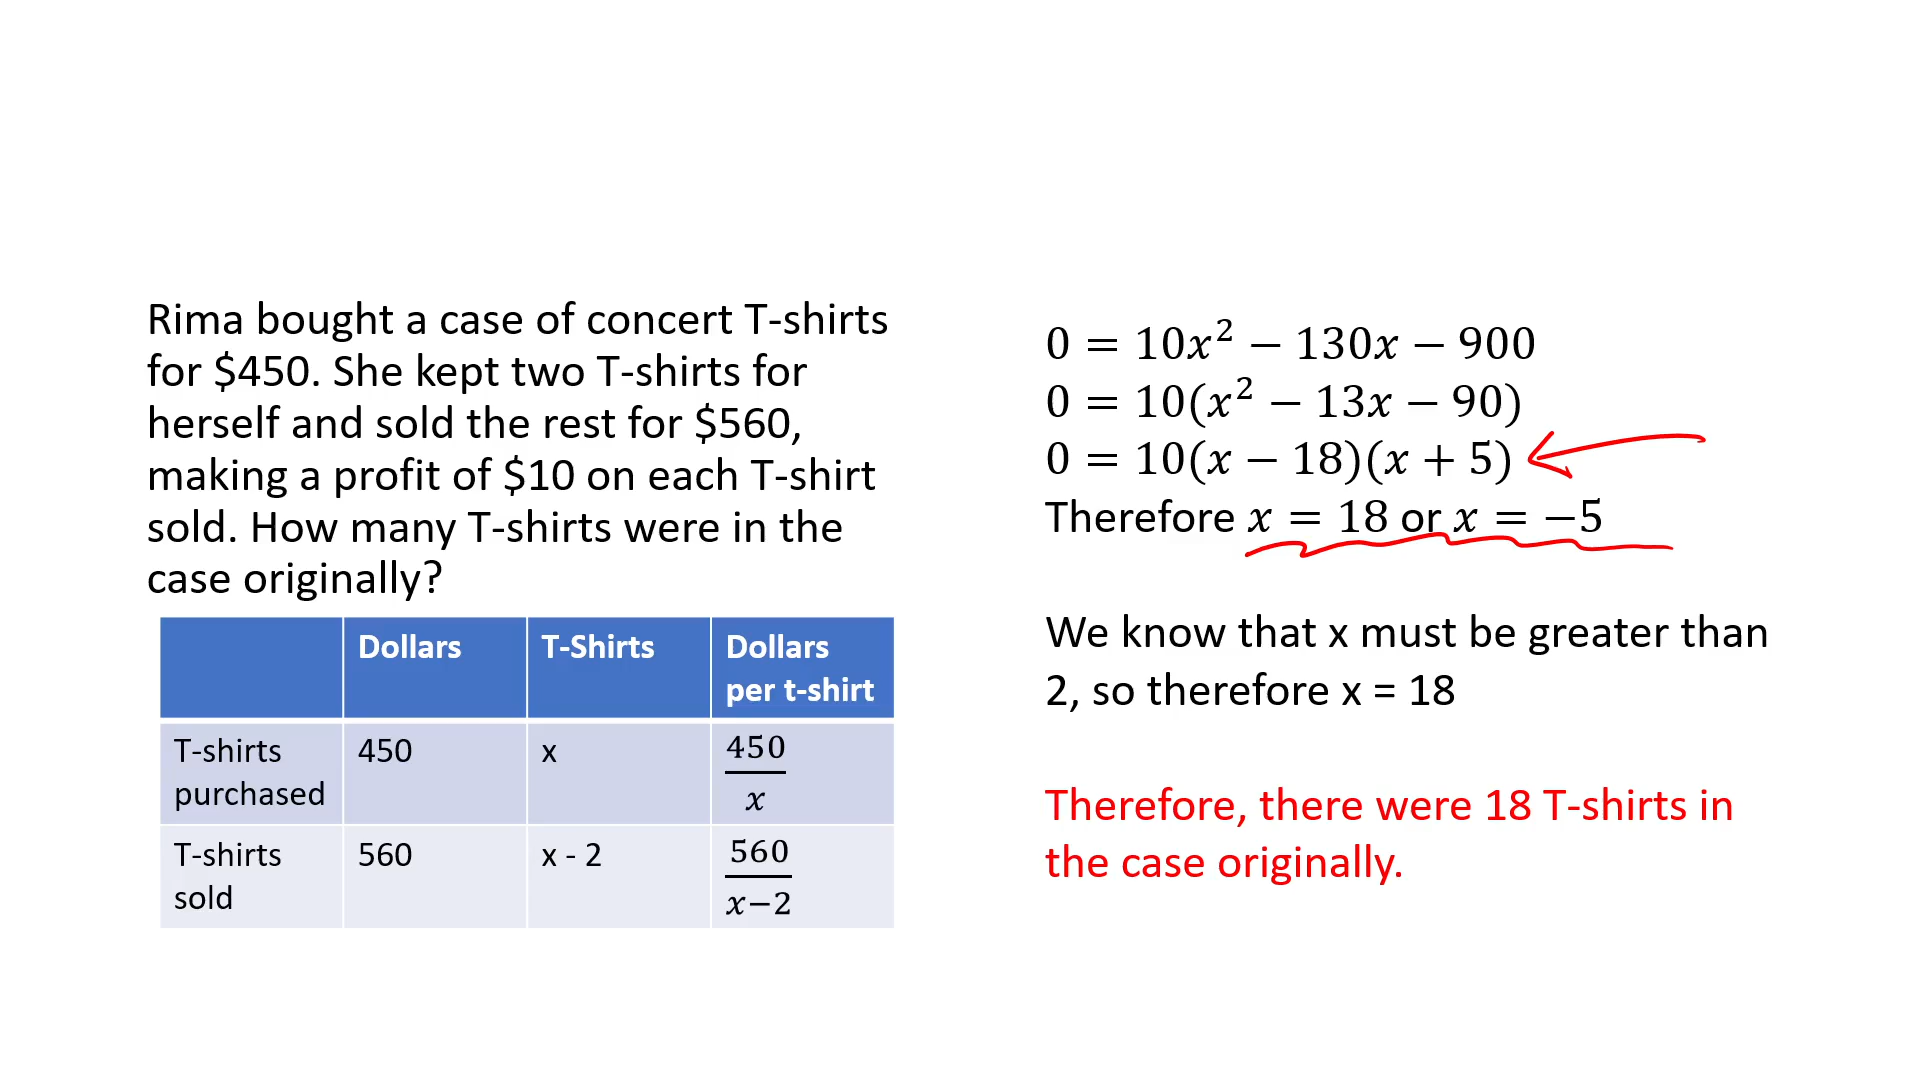 Rima bought a case of concert T-shirts
for $450. She kept two T-shirts for
herself and sold the rest for $560,
making a profit of $10 on each T-shirt
sold. How many T-shirts were in the
case originally?
Dollars T-Shirts Dollars
per t-shirt
T-shirts purchased 450 x 450/x
T-shirts sold 560 x - 2 560/x−2
0 = 10x² − 130x − 900
0 = 10(x² − 13x − 90)
0 = 10(x − 18)(x + 5)
Therefore x = 18 or x = −5
We know that x must be greater than
2, so therefore x = 18
Therefore, there were 18 T-shirts in
the case originally.